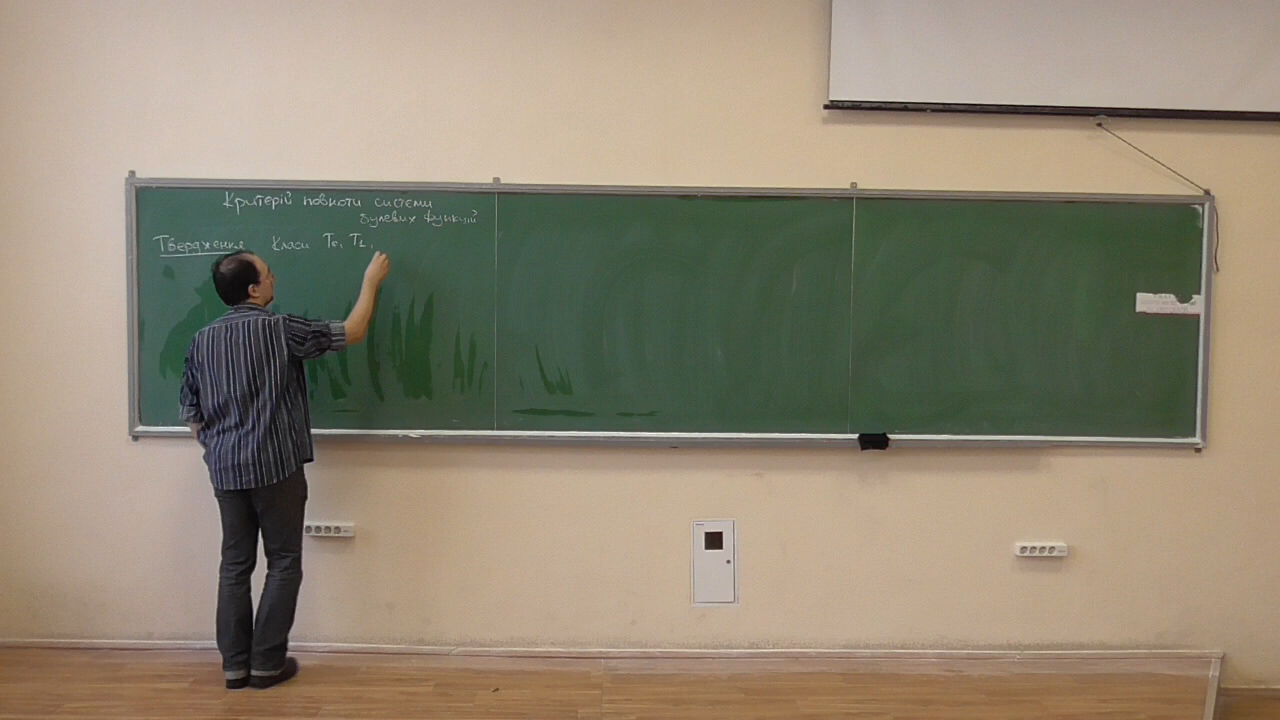 Критерій повноти системи
булевих функцій
Твердження Класи T₀, T₁,